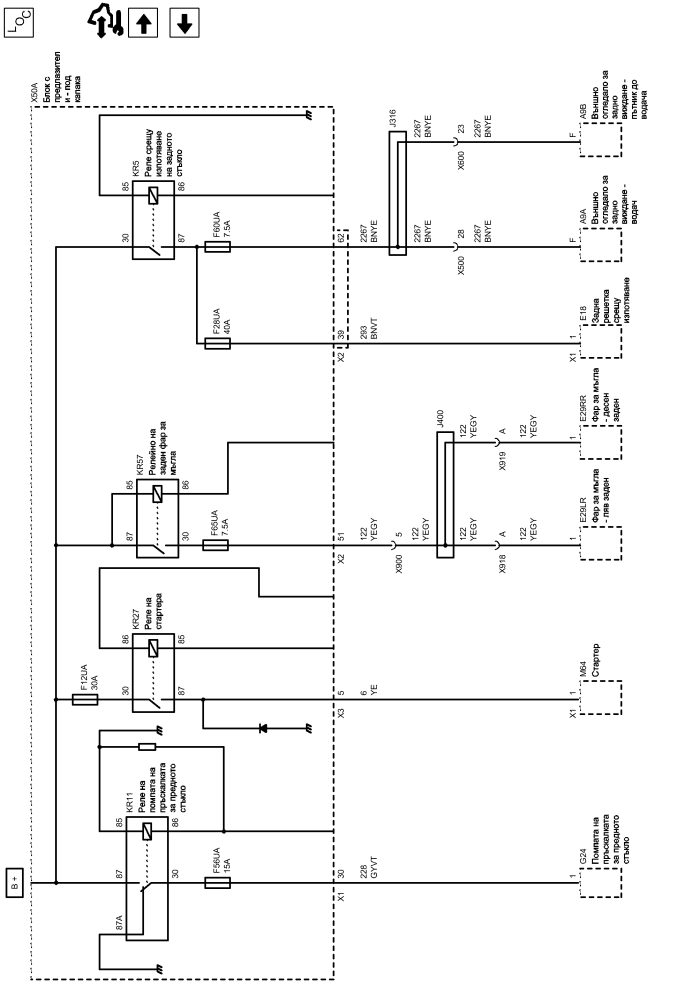 LOC
B +
X50A
Блок с
предпазител
и - под
капака
KR11
Реле на
помпата на
пръскалката
за предното
стъкло
87A
87
85
30
86
F56UA
15A
30
X1
228
GYVT
1
G24
Помпата на
пръскалката
за предното
стъкло
F12UA
30A
KR27
Реле на
стартера
30
86
87
85
5
X3
6
YE
1
X1
M64
Стартер
KR57
Релейно на
заден фар за
мъгла
87
85
30
86
F65UA
7.5A
51
X2
122
YEGY
5
X900
122
YEGY
J400
122
YEGY
A
X918
122
YEGY
1
E29LR
Фар за мъгла
- ляв заден
122
YEGY
A
X919
122
YEGY
1
E29RR
Фар за мъгла
- десен
заден
KR5
Реле срещу
изпотяване
на задното
стъкло
30
85
87
86
F28UA
40A
F60UA
7.5A
39
X2
293
BNVT
1
X1
E18
Задна
решетка
срещу
изпотяване
62
2267
BNYE
J316
2267
BNYE
28
X500
2267
BNYE
F
A9A
Външно
огледало за
задно
виждане -
водач
2267
BNYE
23
X600
2267
BNYE
F
A9B
Външно
огледало за
задно
виждане -
пътник до
водача